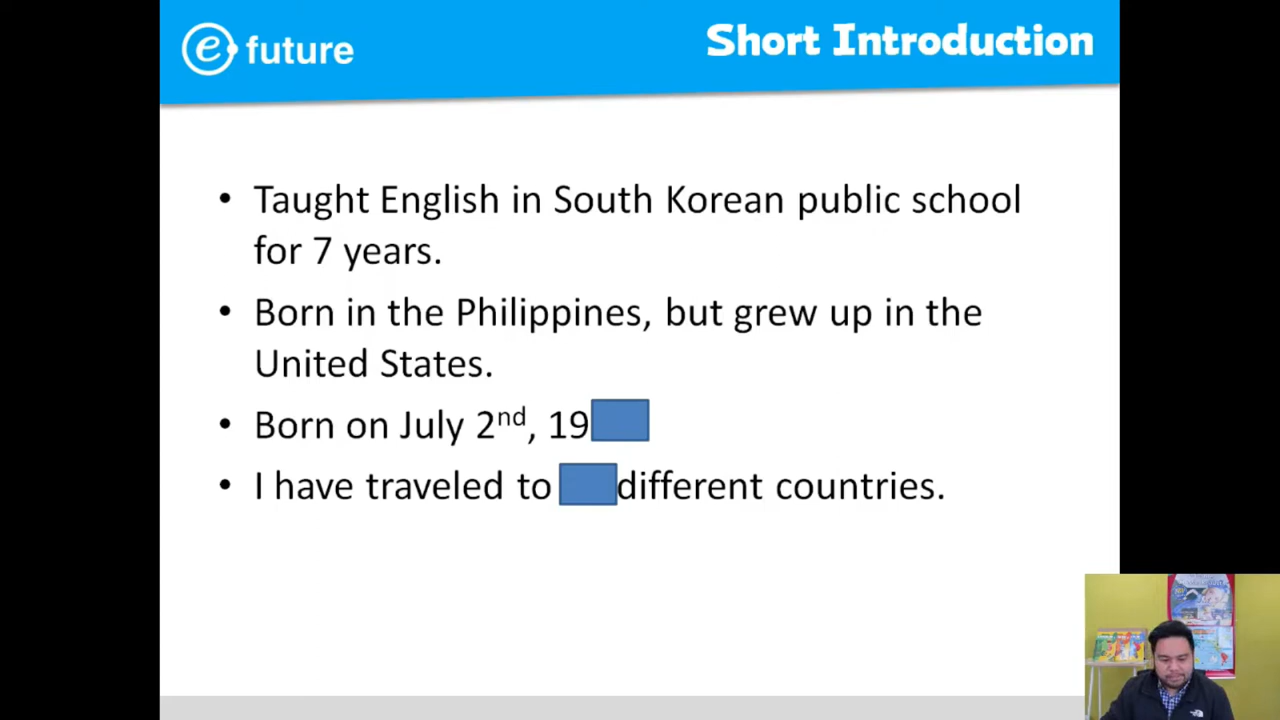 e future
Short Introduction
• Taught English in South Korean public school
for 7 years.
• Born in the Philippines, but grew up in the
United States.
• Born on July 2nd, 19
• I have traveled to different countries.